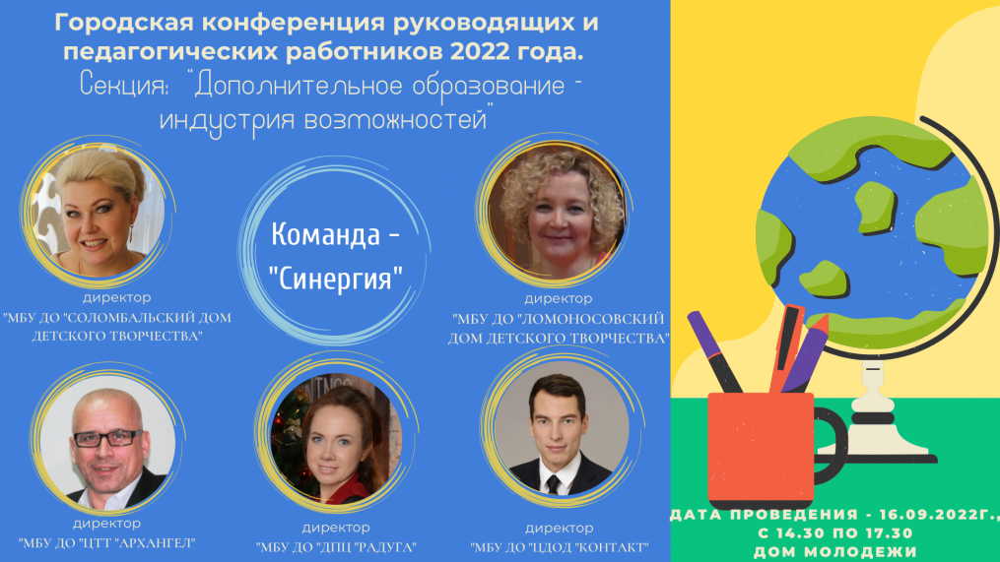 Городская конференция руководящих и
педагогических работников 2022 года.
Секция: "Дополнительное образование -
индустрия возможностей"
Команда -
"Синергия"
директор
"МБУ ДО "СОЛОМБАЛЬСКИЙ ДОМ
ДЕТСКОГО ТВОРЧЕСТВА"
директор
"МБУ ДО "ЛОМОНОСОВСКИЙ
ДОМ ДЕТСКОГО ТВОРЧЕСТВА"
директор
"МБУ ДО "ЦТТ "АРХАНГЕЛ"
директор
"МБУ ДО "ДПЦ "РАДУГА"
директор
"МБУ ДО "ЦДОД "КОНТАКТ"
ДАТА ПРОВЕДЕНИЯ - 16.09.2022Г.,
С 14.30 ПО 17.30
ДОМ МОЛОДЕЖИ